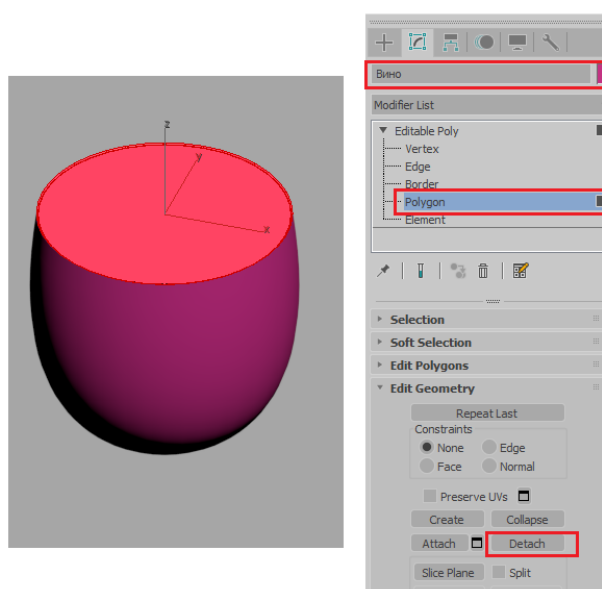 z
y
x
Вино
Modifier List
Editable Poly
Vertex
Edge
Border
Polygon
Element
Selection
Soft Selection
Edit Polygons
Edit Geometry
Repeat Last
Constraints
None Edge
Face Normal
Preserve UVs
Create Collapse
Attach Detach
Slice Plane Split